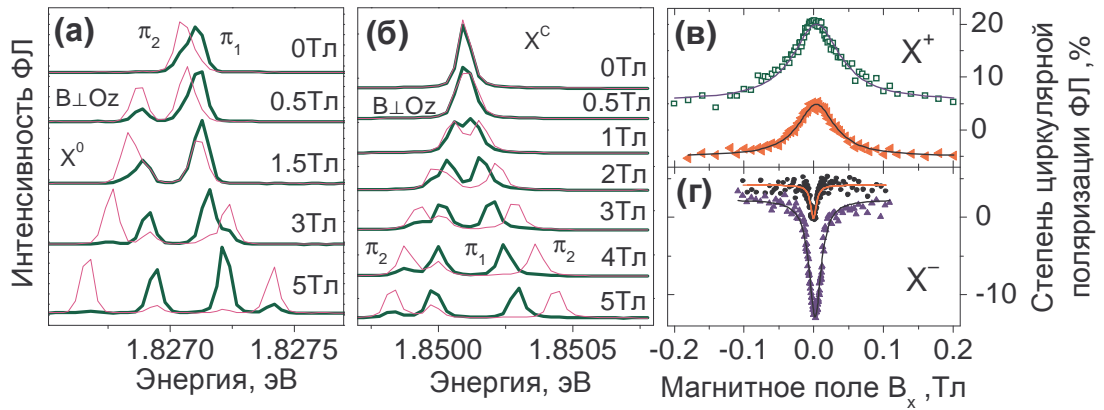 (а)
π₂
π₁
0Тл
B⊥Oz
0.5Тл
X⁰
1.5Тл
3Тл
5Тл
1.8270
1.8275
Энергия, эВ
Интенсивность ФЛ
(б)
Xᶜ
0Тл
B⊥Oz
0.5Тл
1Тл
2Тл
3Тл
π₂
π₁
π₂
4Тл
5Тл
1.8500
1.8505
Энергия, эВ
(в)
X⁺
20
10
0
(г)
X⁻
0
-10
-0.2
-0.1
0.0
0.1
0.2
Магнитное поле Bₓ ,Тл
Степень циркулярной
поляризации ФЛ ,%